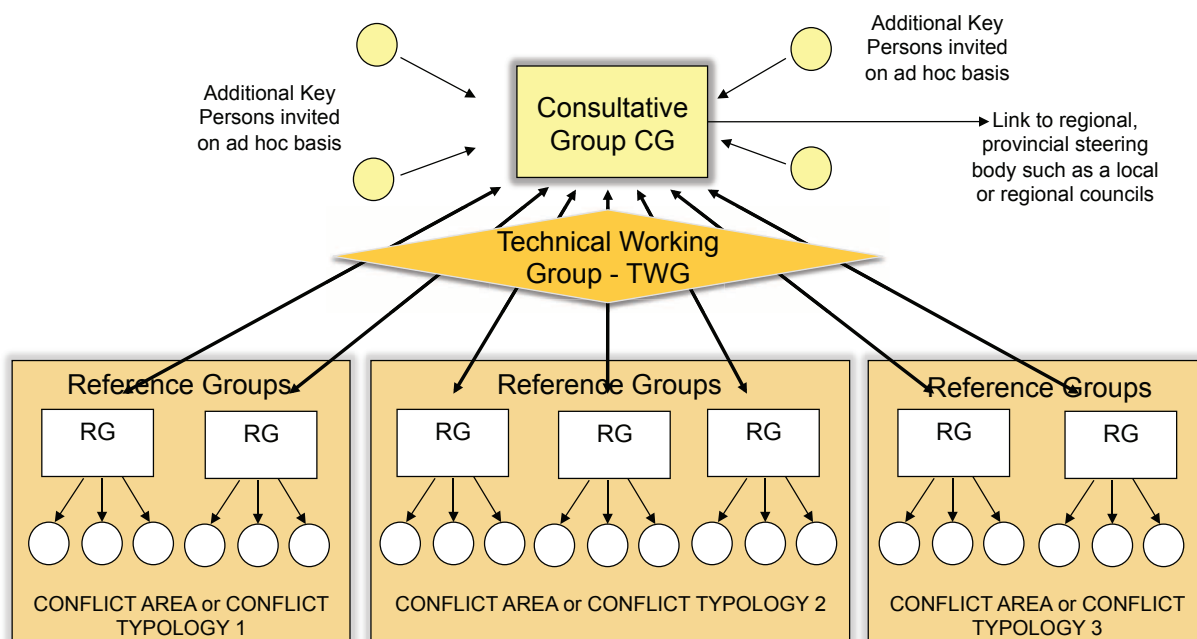 Additional Key
Persons invited
on ad hoc basis
Additional Key
Persons invited
on ad hoc basis
Consultative
Group CG
Link to regional,
provincial steering
body such as a local
or regional councils
Technical Working
Group - TWG
Reference Groups
RG
RG
CONFLICT AREA or CONFLICT
TYPOLOGY 1
Reference Groups
RG
RG
RG
CONFLICT AREA or CONFLICT TYPOLOGY 2
Reference Groups
RG
RG
CONFLICT AREA or CONFLICT
TYPOLOGY 3